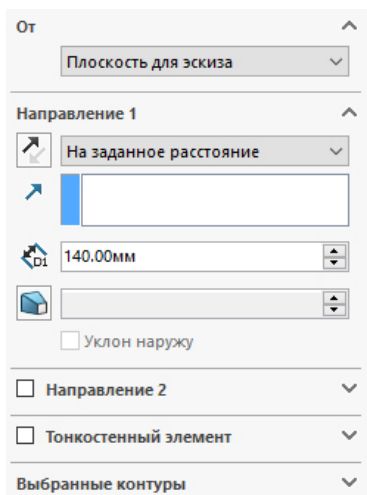 От
Плоскость для эскиза
Направление 1
На заданное расстояние
D1 140.00мм
Уклон наружу
Направление 2
Тонкостенный элемент
Выбранные контуры